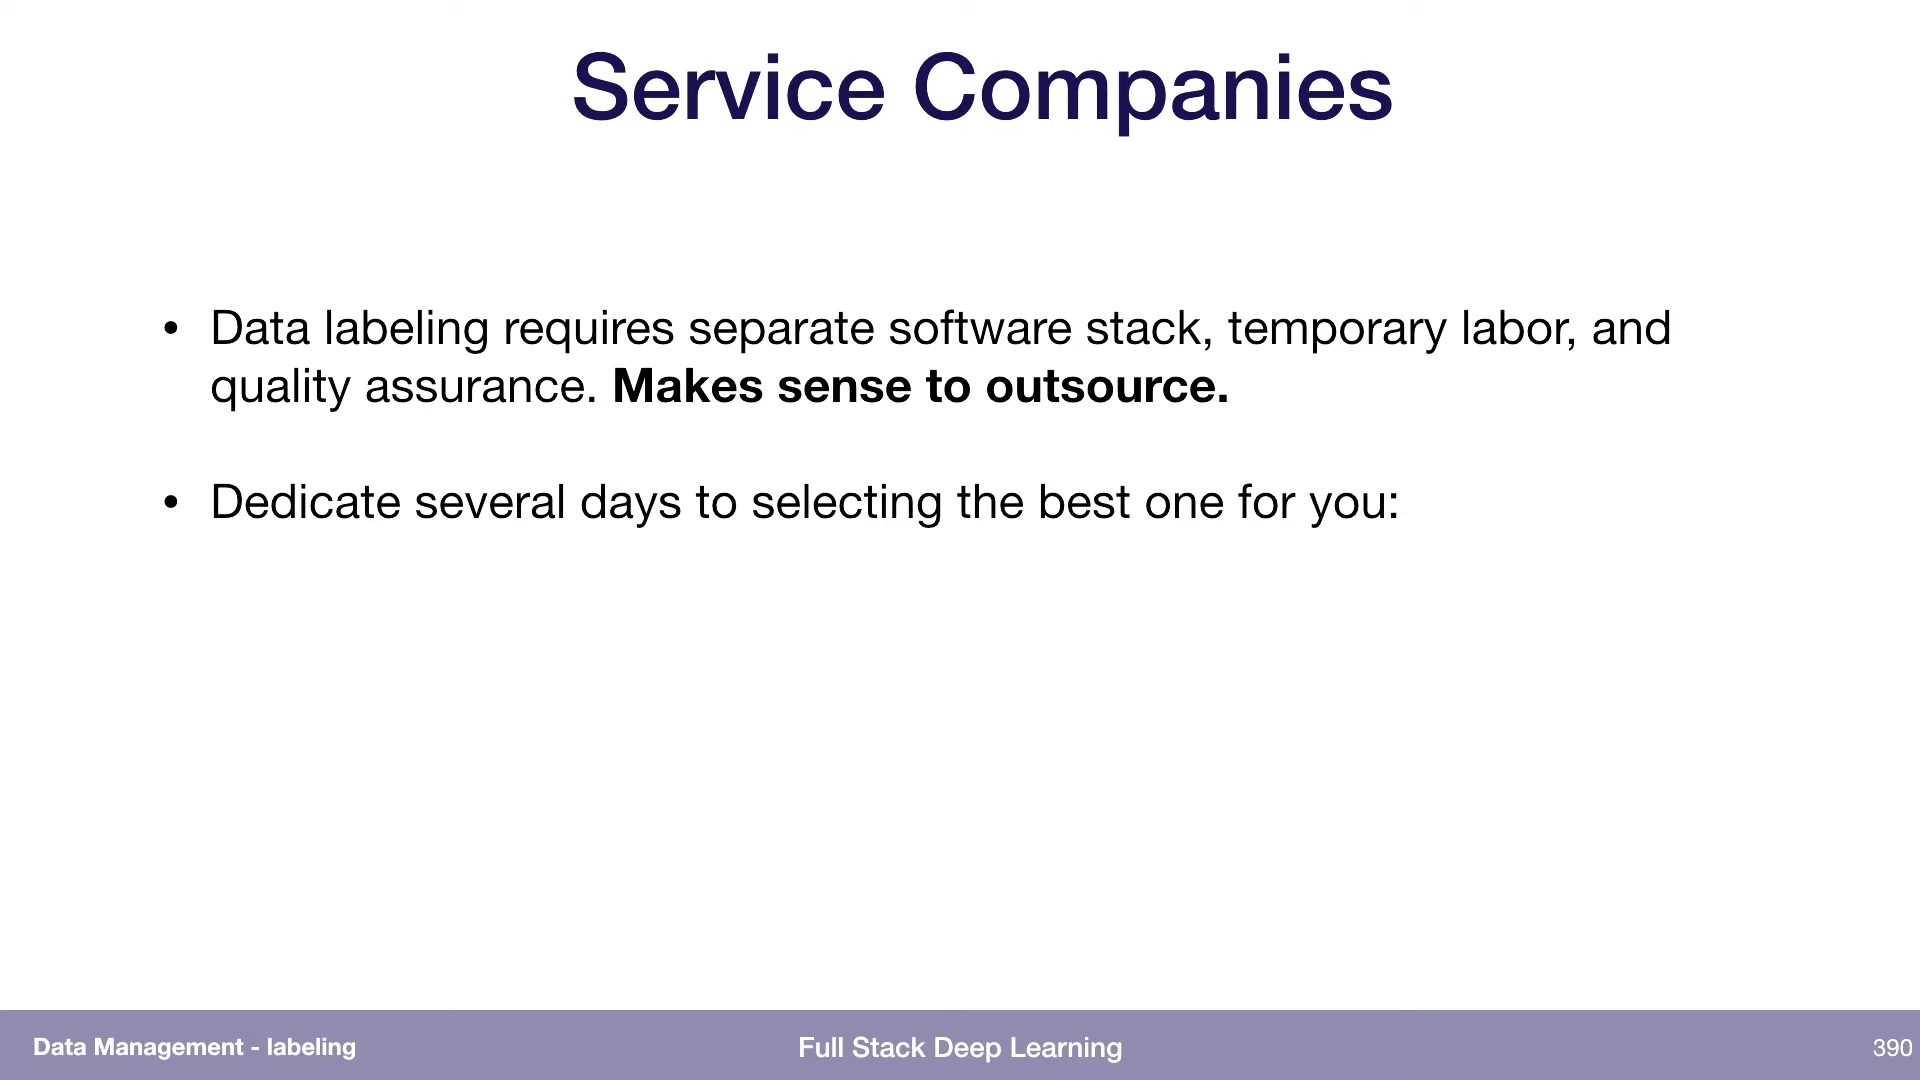 Service Companies
• Data labeling requires separate software stack, temporary labor, and
quality assurance. Makes sense to outsource.
• Dedicate several days to selecting the best one for you:
Data Management - labeling
Full Stack Deep Learning
390